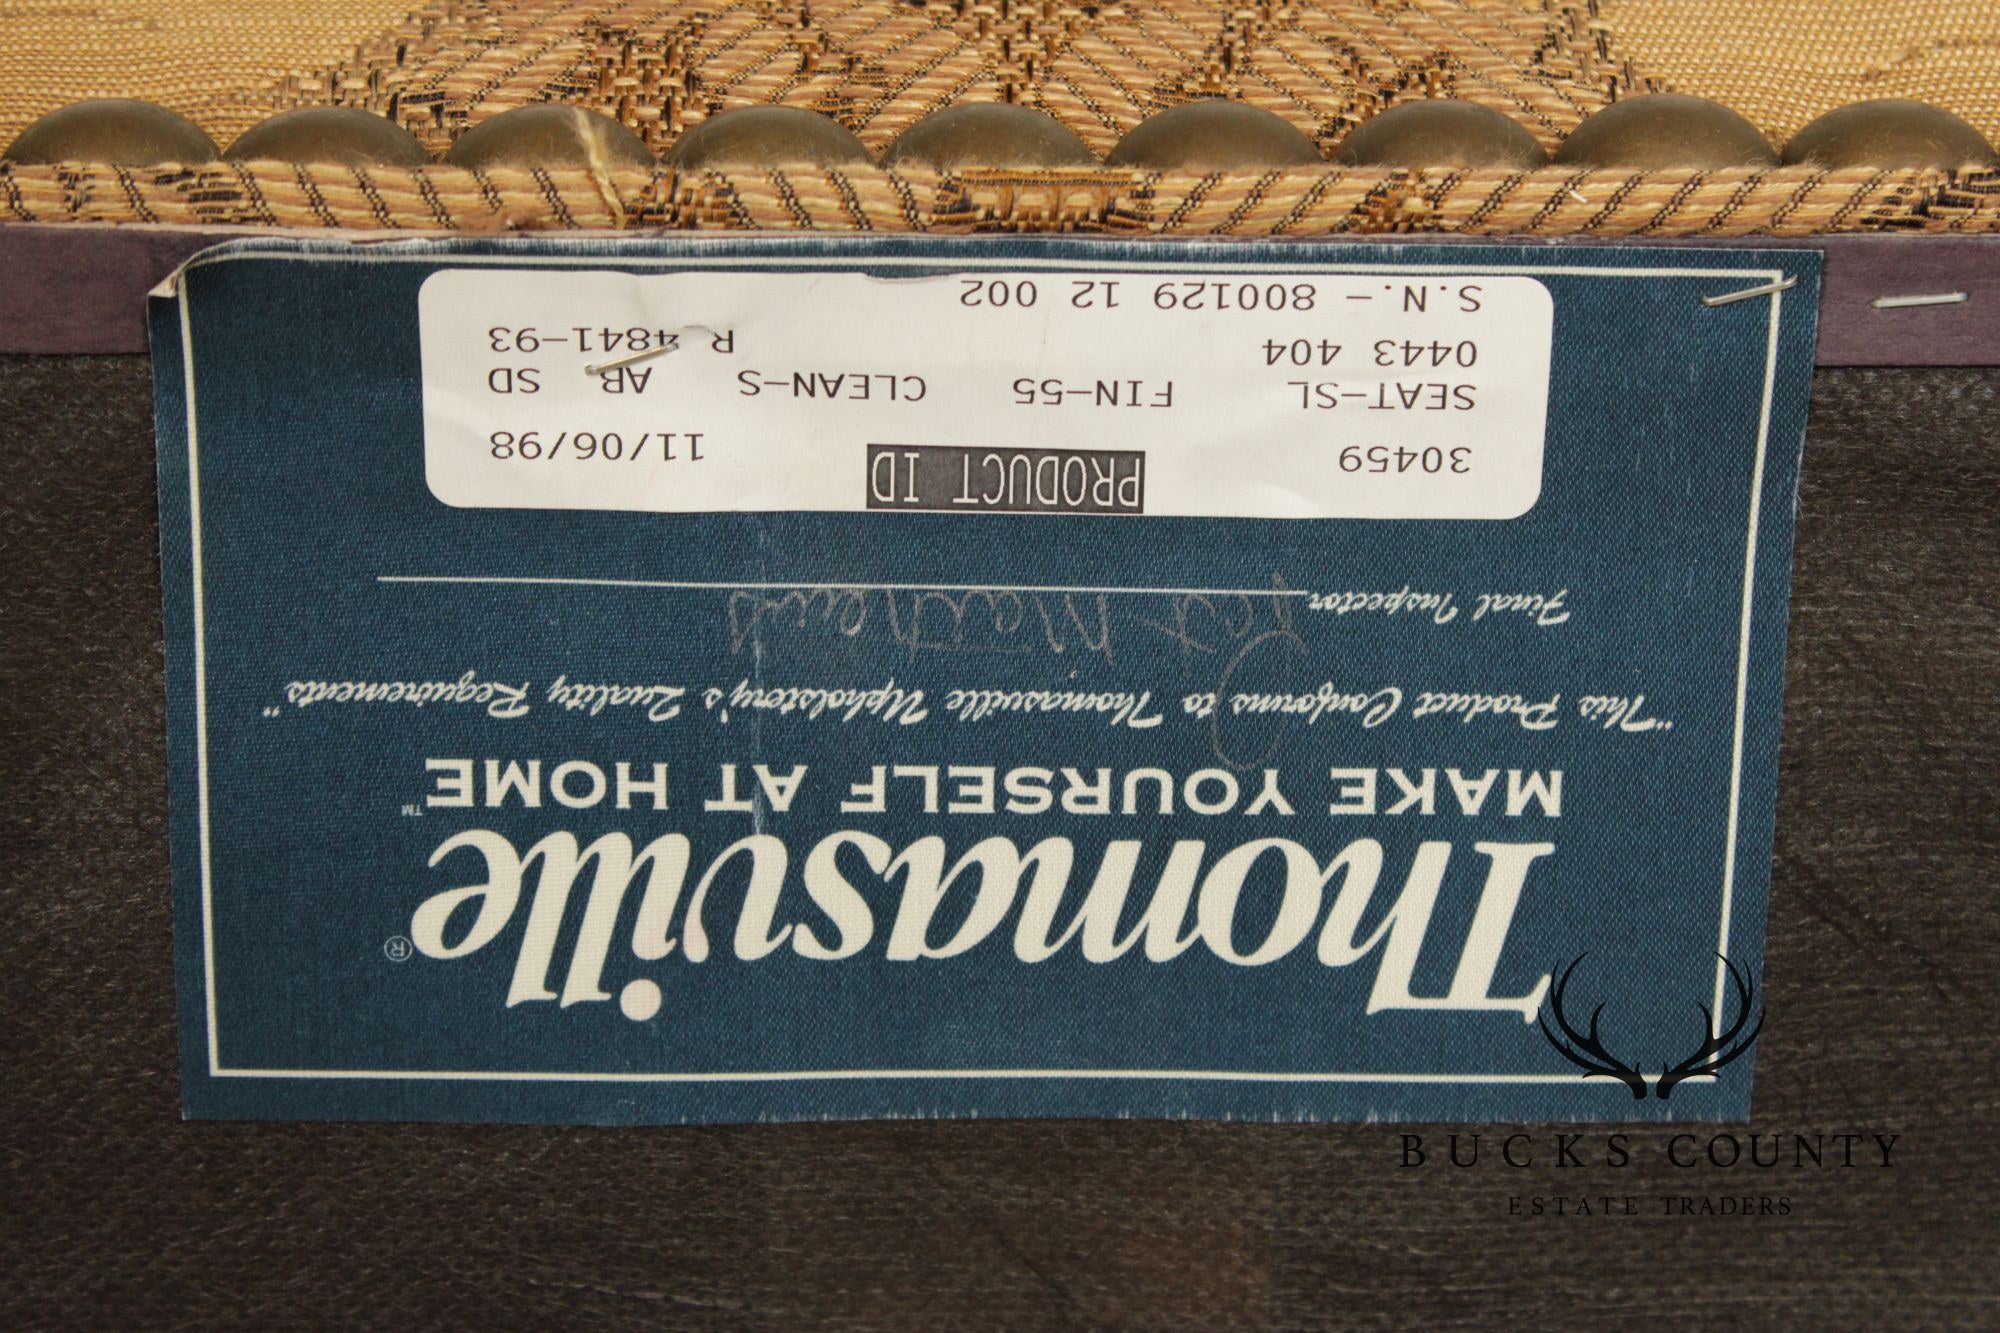 Thomasville®
MAKE YOURSELF AT HOME™
"This Product Conforms to Thomasville Upholstery's Quality Requirements"
Final Inspector Pat Mathews
30459 PRODUCT ID 11/06/98
SEAT-SL FIN-55 CLEAN-S AB SD
0443 404 R 4841-93
S.N.- 800129 12 002
BUCKS COUNTY
ESTATE TRADERS